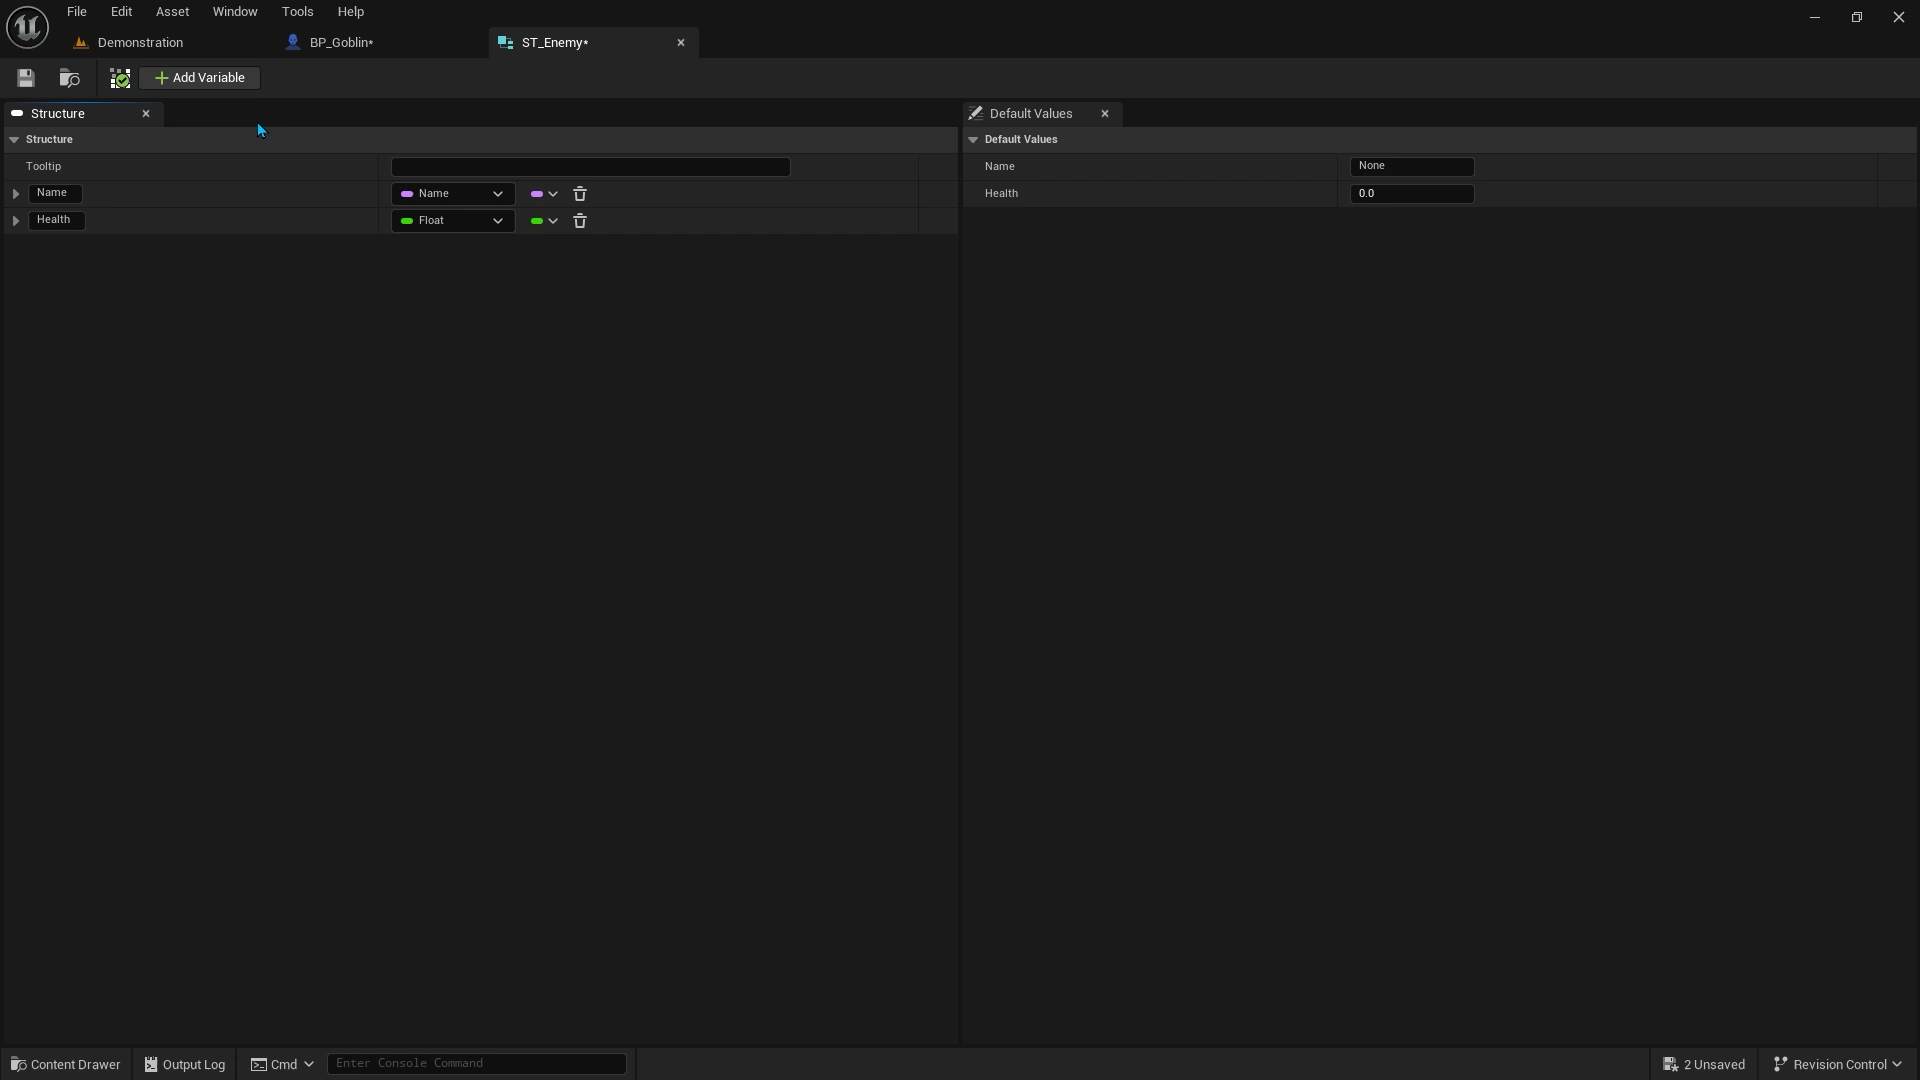 File Edit Asset Window Tools Help
Demonstration BP_Goblin* ST_Enemy*
Add Variable
Structure Default Values
Structure Default Values
Tooltip Name None
Name Name Health 0.0
Health Float
Content Drawer Output Log Cmd Enter Console Command 2 Unsaved Revision Control